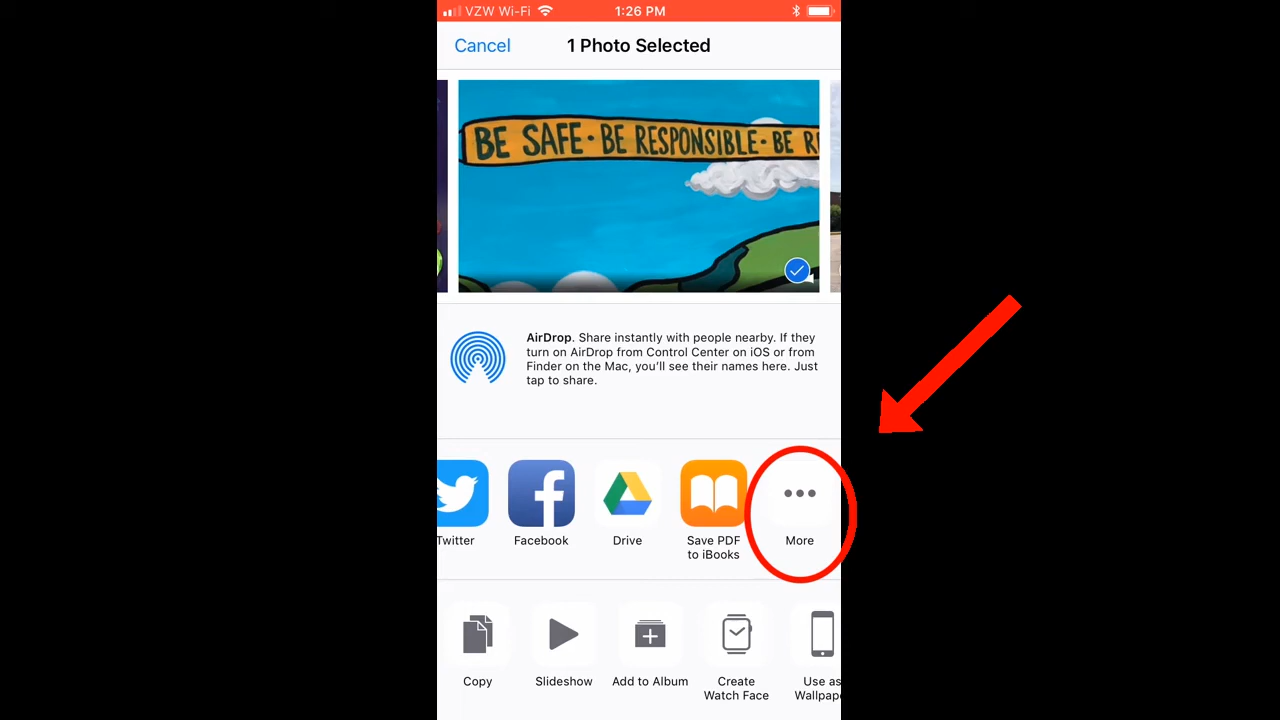 VZW Wi-Fi 1:26 PM
Cancel 1 Photo Selected
BE SAFE · BE RESPONSIBLE · BE
AirDrop. Share instantly with people nearby. If they
turn on AirDrop from Control Center on iOS or from
Finder on the Mac, you'll see their names here. Just
tap to share.
Twitter Facebook Drive Save PDF More
to iBooks
Copy Slideshow Add to Album Create Use as
Watch Face